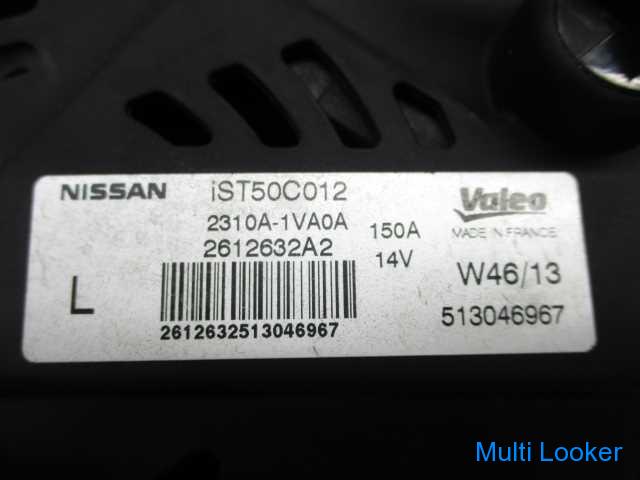 NISSAN iST50C012 Valeo
2310A-1VA0A 150A MADE IN FRANCE
2612632A2 14V
L W46/13
2612632513046967 513046967
Multi Looker